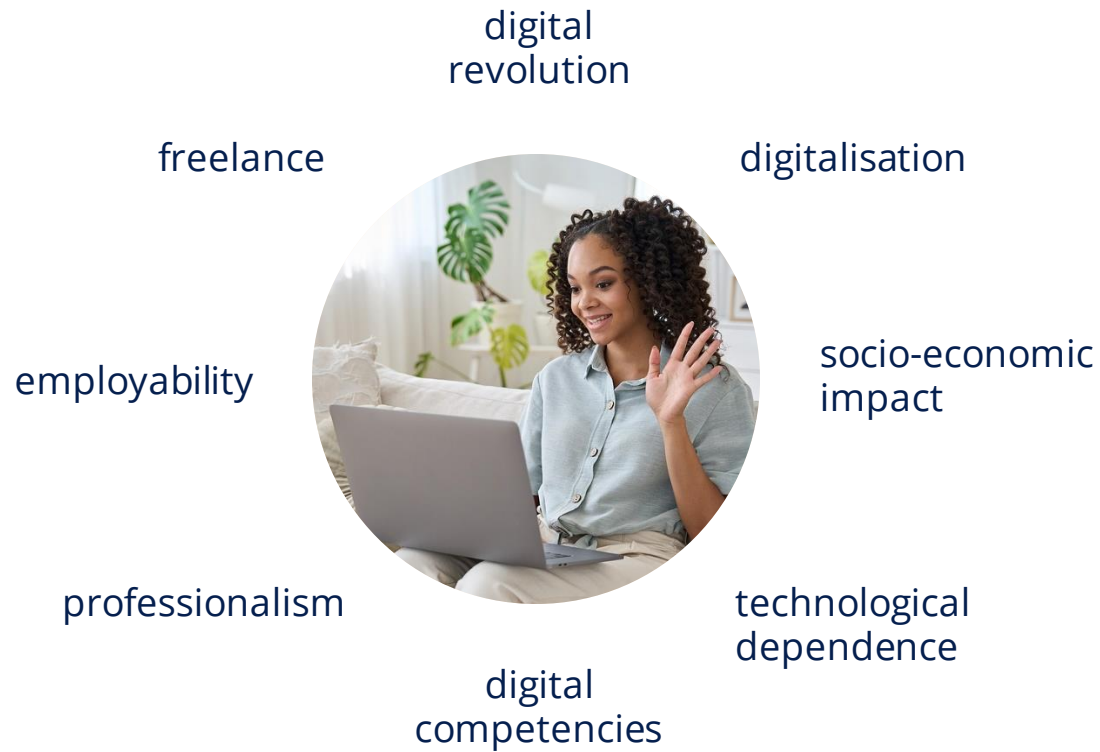 digital
revolution
freelance
digitalisation
employability
socio-economic
impact
professionalism
technological
dependence
digital
competencies